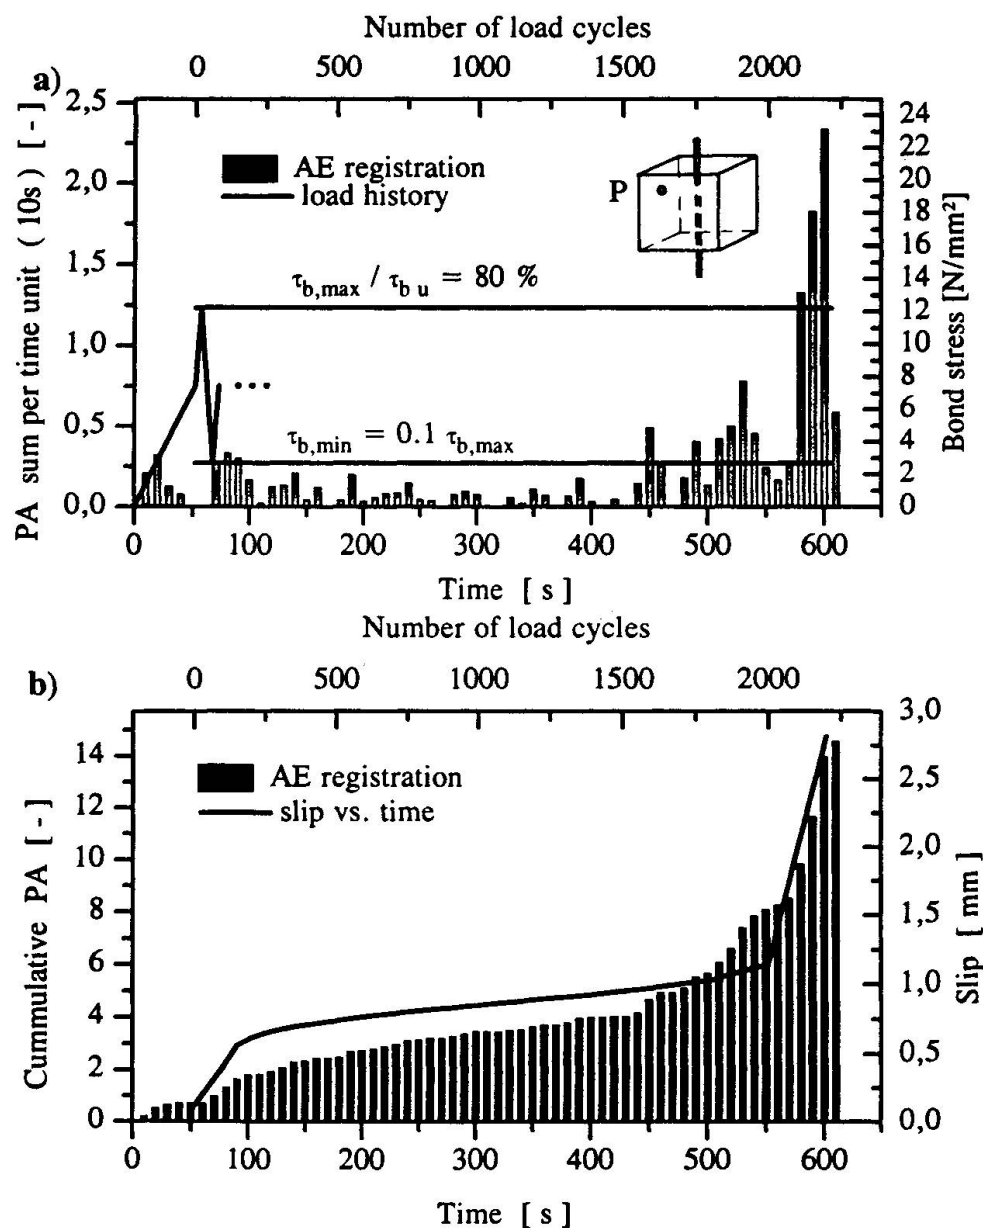 Number of load cycles
0 500 1000 1500 2000
a)
PA sum per time unit (10s) [-]
2,5
2,0
1,5
1,0
0,5
0,0
AE registration
load history
P
τb,max / τb u = 80 %
• • •
τb,min = 0.1 τb,max
24
22
20
18
16
14
12
10
8
6
4
2
0
Bond stress [N/mm²]
0 100 200 300 400 500 600
Time [s]
Number of load cycles
0 500 1000 1500 2000
b)
Cummulative PA [-]
14
12
10
8
6
4
2
0
AE registration
slip vs. time
3,0
2,5
2,0
1,5
1,0
0,5
0,0
Slip [mm]
0 100 200 300 400 500 600
Time [s]